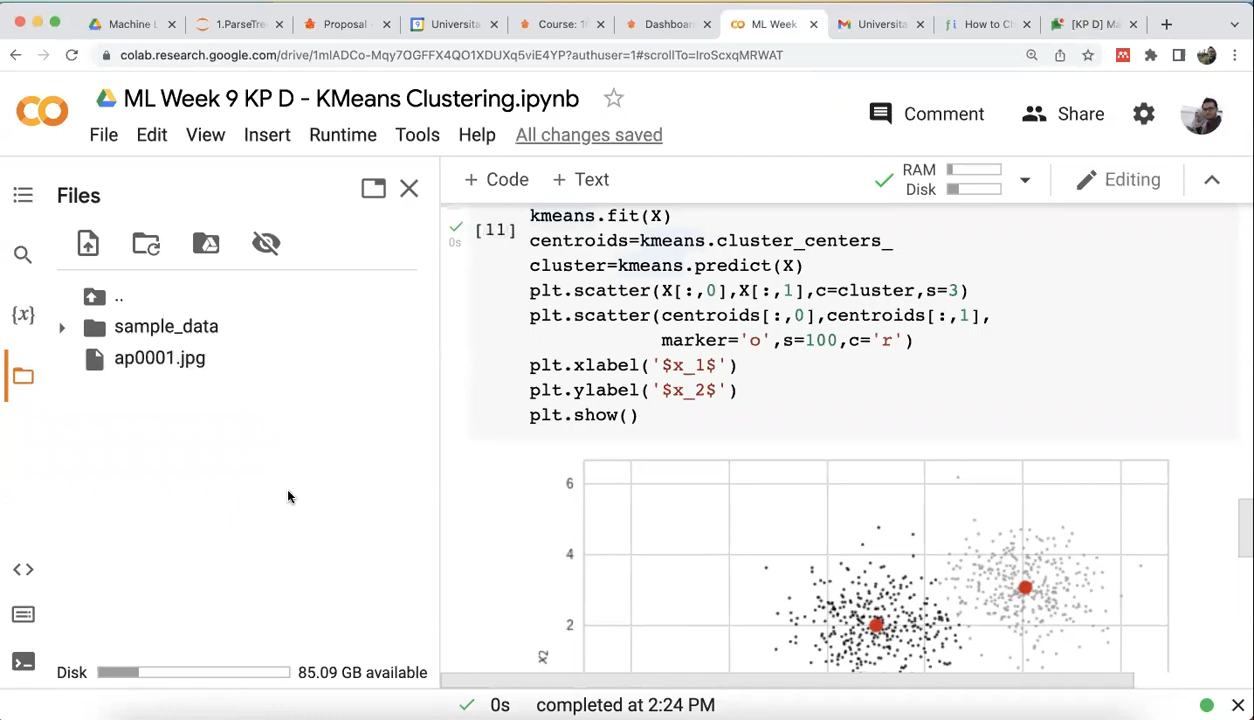 Machine L
1.ParseTre
Proposal
Universita
Course: 1
Dashboar
ML Week
Universita
How to C
[KP D] Ma
colab.research.google.com/drive/1mlADCo-Mqy7OGFFX4QO1XDUXq5viE4YP?authuser=1#scrollTo=lroScxqMRWAT
ML Week 9 KP D - KMeans Clustering.ipynb
Comment
Share
File Edit View Insert Runtime Tools Help All changes saved
Files
+ Code + Text
RAM
Disk
Editing
..
sample_data
ap0001.jpg
{x}
Disk
85.09 GB available
[11]
0s
kmeans.fit(X)
centroids=kmeans.cluster_centers_
cluster=kmeans.predict(X)
plt.scatter(X[:,0],X[:,1],c=cluster,s=3)
plt.scatter(centroids[:,0],centroids[:,1],
marker='o',s=100,c='r')
plt.xlabel('$x_1$')
plt.ylabel('$x_2$')
plt.show()
6
4
2
x2
0s completed at 2:24 PM